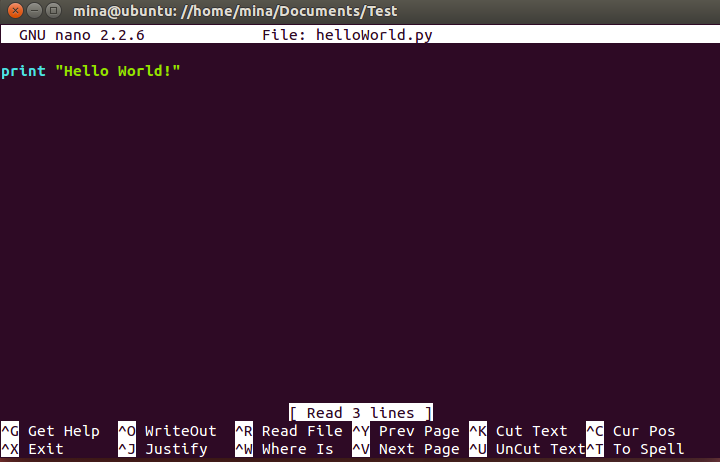 mina@ubuntu: //home/mina/Documents/Test
GNU nano 2.2.6 File: helloWorld.py
print "Hello World!"
[ Read 3 lines ]
^G Get Help ^O WriteOut ^R Read File ^Y Prev Page ^K Cut Text ^C Cur Pos
^X Exit ^J Justify ^W Where Is ^V Next Page ^U UnCut Text ^T To Spell